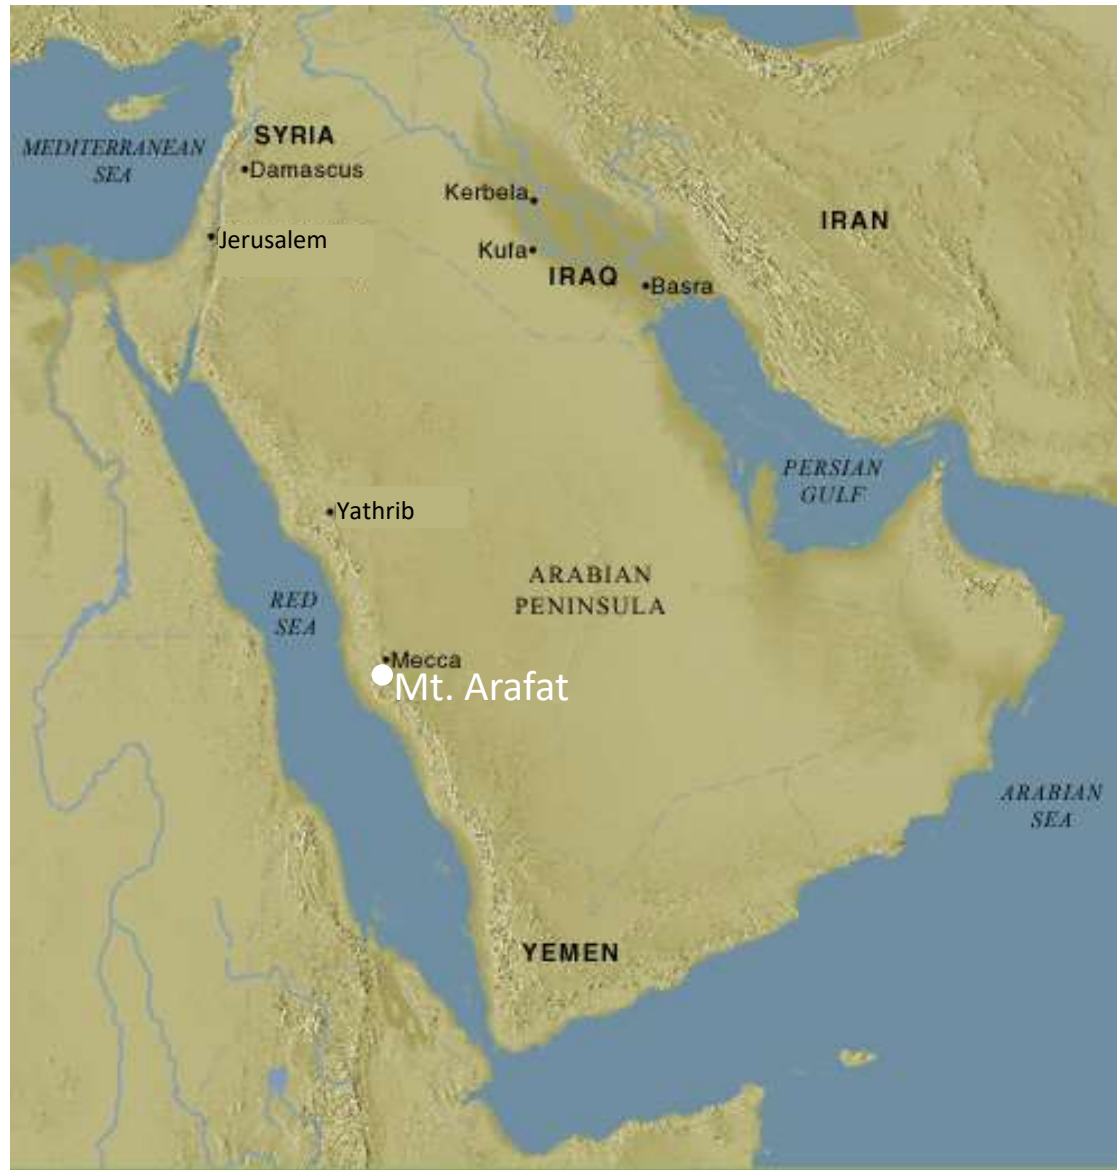 MEDITERRANEAN
SEA
SYRIA
Damascus
Jerusalem
Kerbela
Kufa
IRAQ
Basra
IRAN
PERSIAN
GULF
Yathrib
ARABIAN
PENINSULA
RED
SEA
Mecca
Mt. Arafat
ARABIAN
SEA
YEMEN